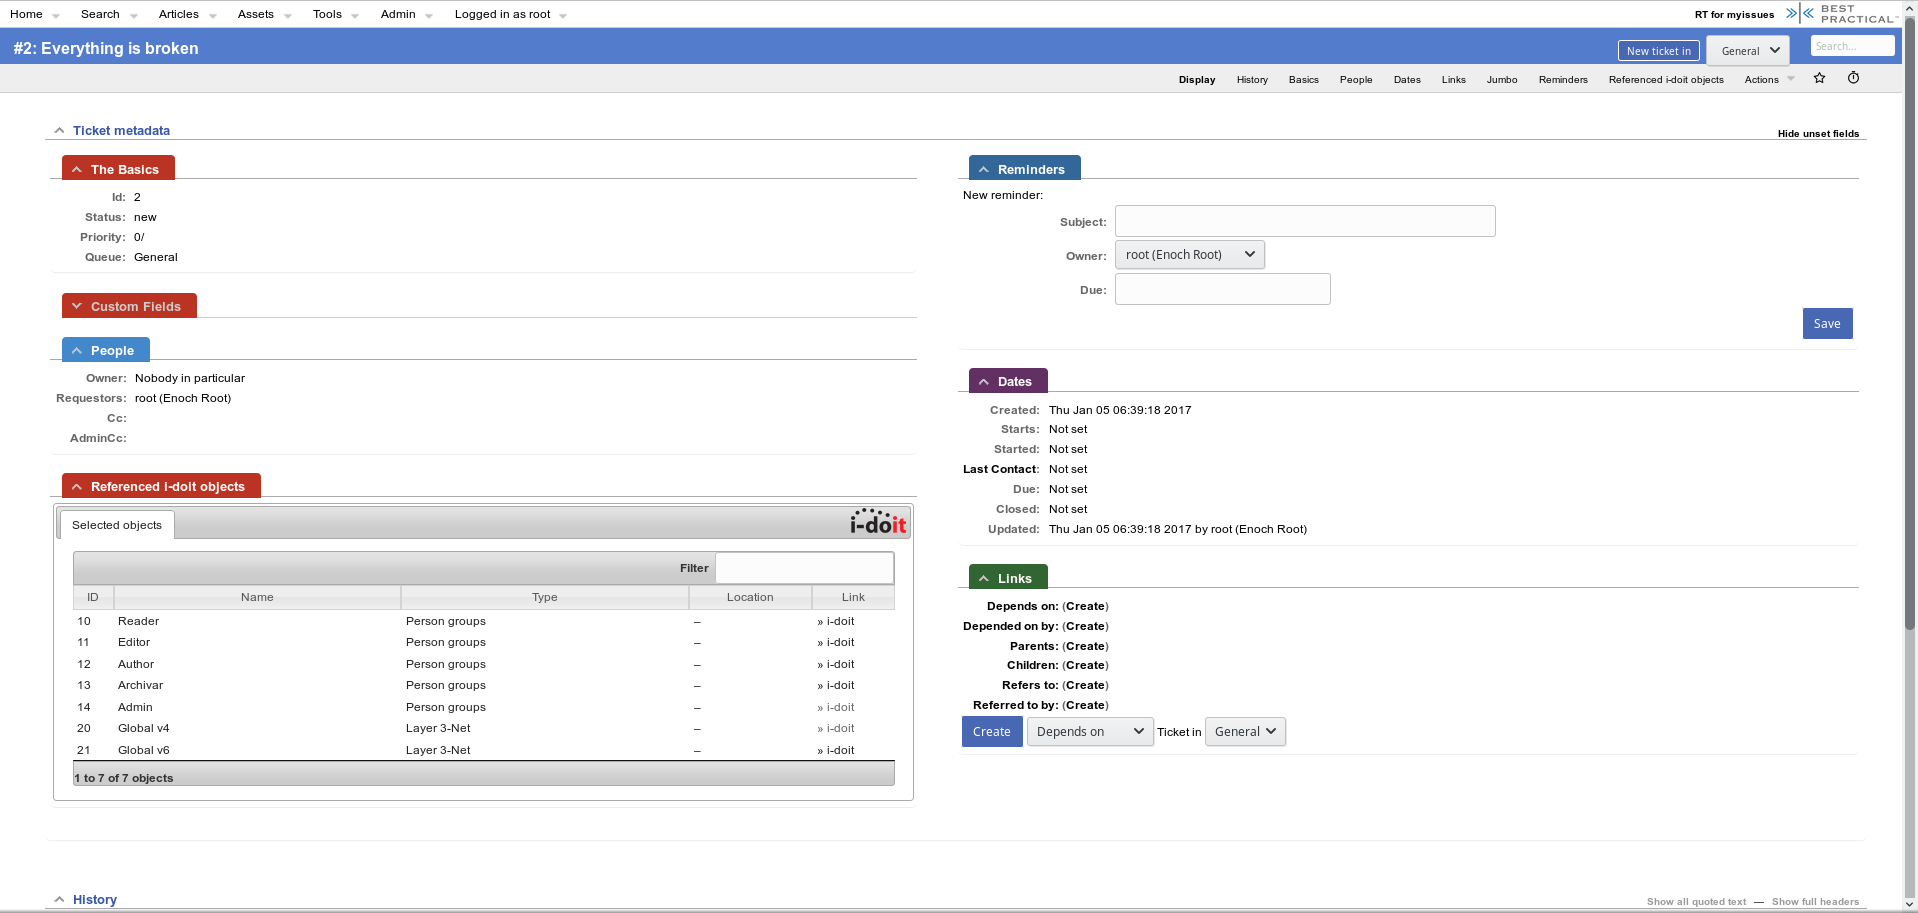 Home Search Articles Assets Tools Admin Logged in as root RT for myissues BEST PRACTICAL™
#2: Everything is broken New ticket in General Search...
Display History Basics People Dates Links Jumbo Reminders Referenced i-doit objects Actions
Ticket metadata Hide unset fields
The Basics
Id: 2
Status: new
Priority: 0/
Queue: General
Custom Fields
People
Owner: Nobody in particular
Requestors: root (Enoch Root)
Cc:
AdminCc:
Referenced i-doit objects
Selected objects i-doit
Filter
ID Name Type Location Link
10 Reader Person groups – » i-doit
11 Editor Person groups – » i-doit
12 Author Person groups – » i-doit
13 Archivar Person groups – » i-doit
14 Admin Person groups – » i-doit
20 Global v4 Layer 3-Net – » i-doit
21 Global v6 Layer 3-Net – » i-doit
1 to 7 of 7 objects
Reminders
New reminder:
Subject:
Owner: root (Enoch Root)
Due:
Save
Dates
Created: Thu Jan 05 06:39:18 2017
Starts: Not set
Started: Not set
Last Contact: Not set
Due: Not set
Closed: Not set
Updated: Thu Jan 05 06:39:18 2017 by root (Enoch Root)
Links
Depends on: (Create)
Depended on by: (Create)
Parents: (Create)
Children: (Create)
Refers to: (Create)
Referred to by: (Create)
Create Depends on Ticket in General
History Show all quoted text — Show full headers